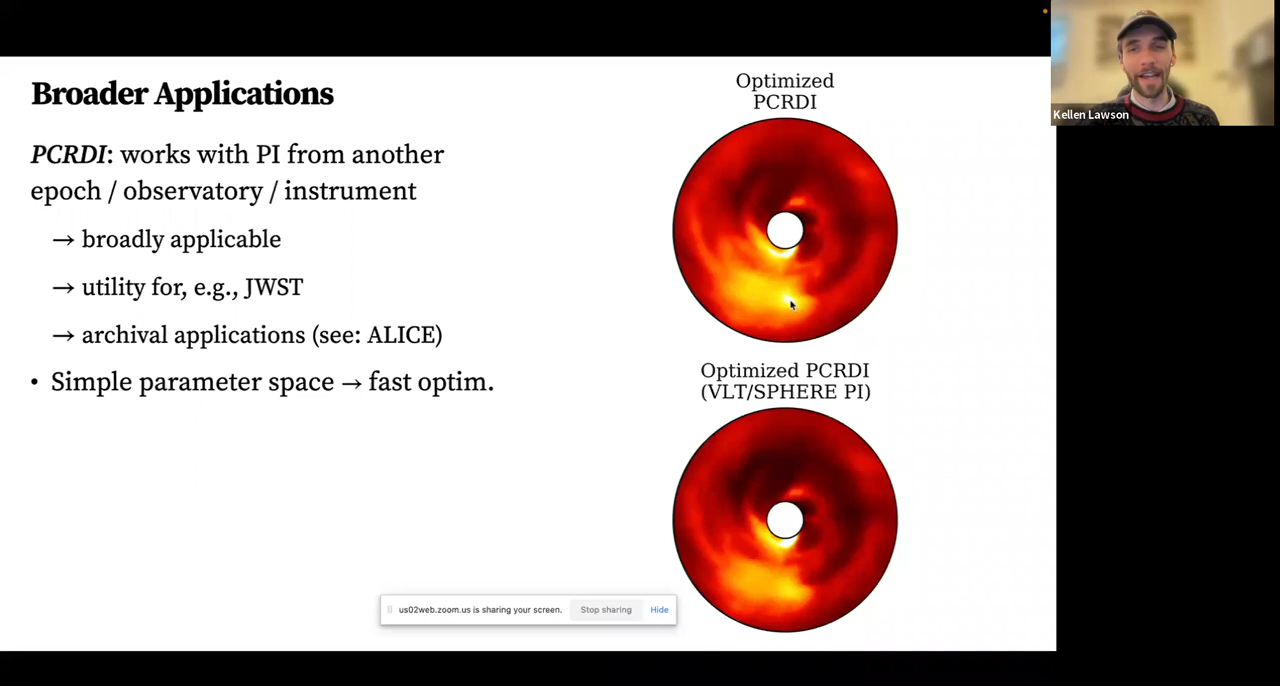 Broader Applications
PCRDI: works with PI from another
epoch / observatory / instrument
→ broadly applicable
→ utility for, e.g., JWST
→ archival applications (see: ALICE)
• Simple parameter space → fast optim.
Optimized
PCRDI
Optimized PCRDI
(VLT/SPHERE PI)
Kellen Lawson
us02web.zoom.us is sharing your screen. Stop sharing Hide